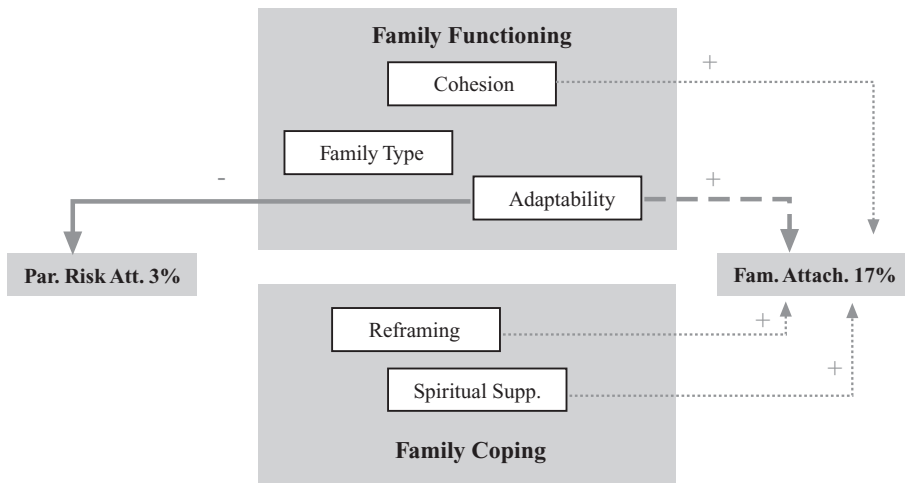 Family Functioning
+
Cohesion
Family Type
-
+
Adaptability
Par. Risk Att. 3%
Fam. Attach. 17%
Reframing
+
Spiritual Supp.
+
Family Coping